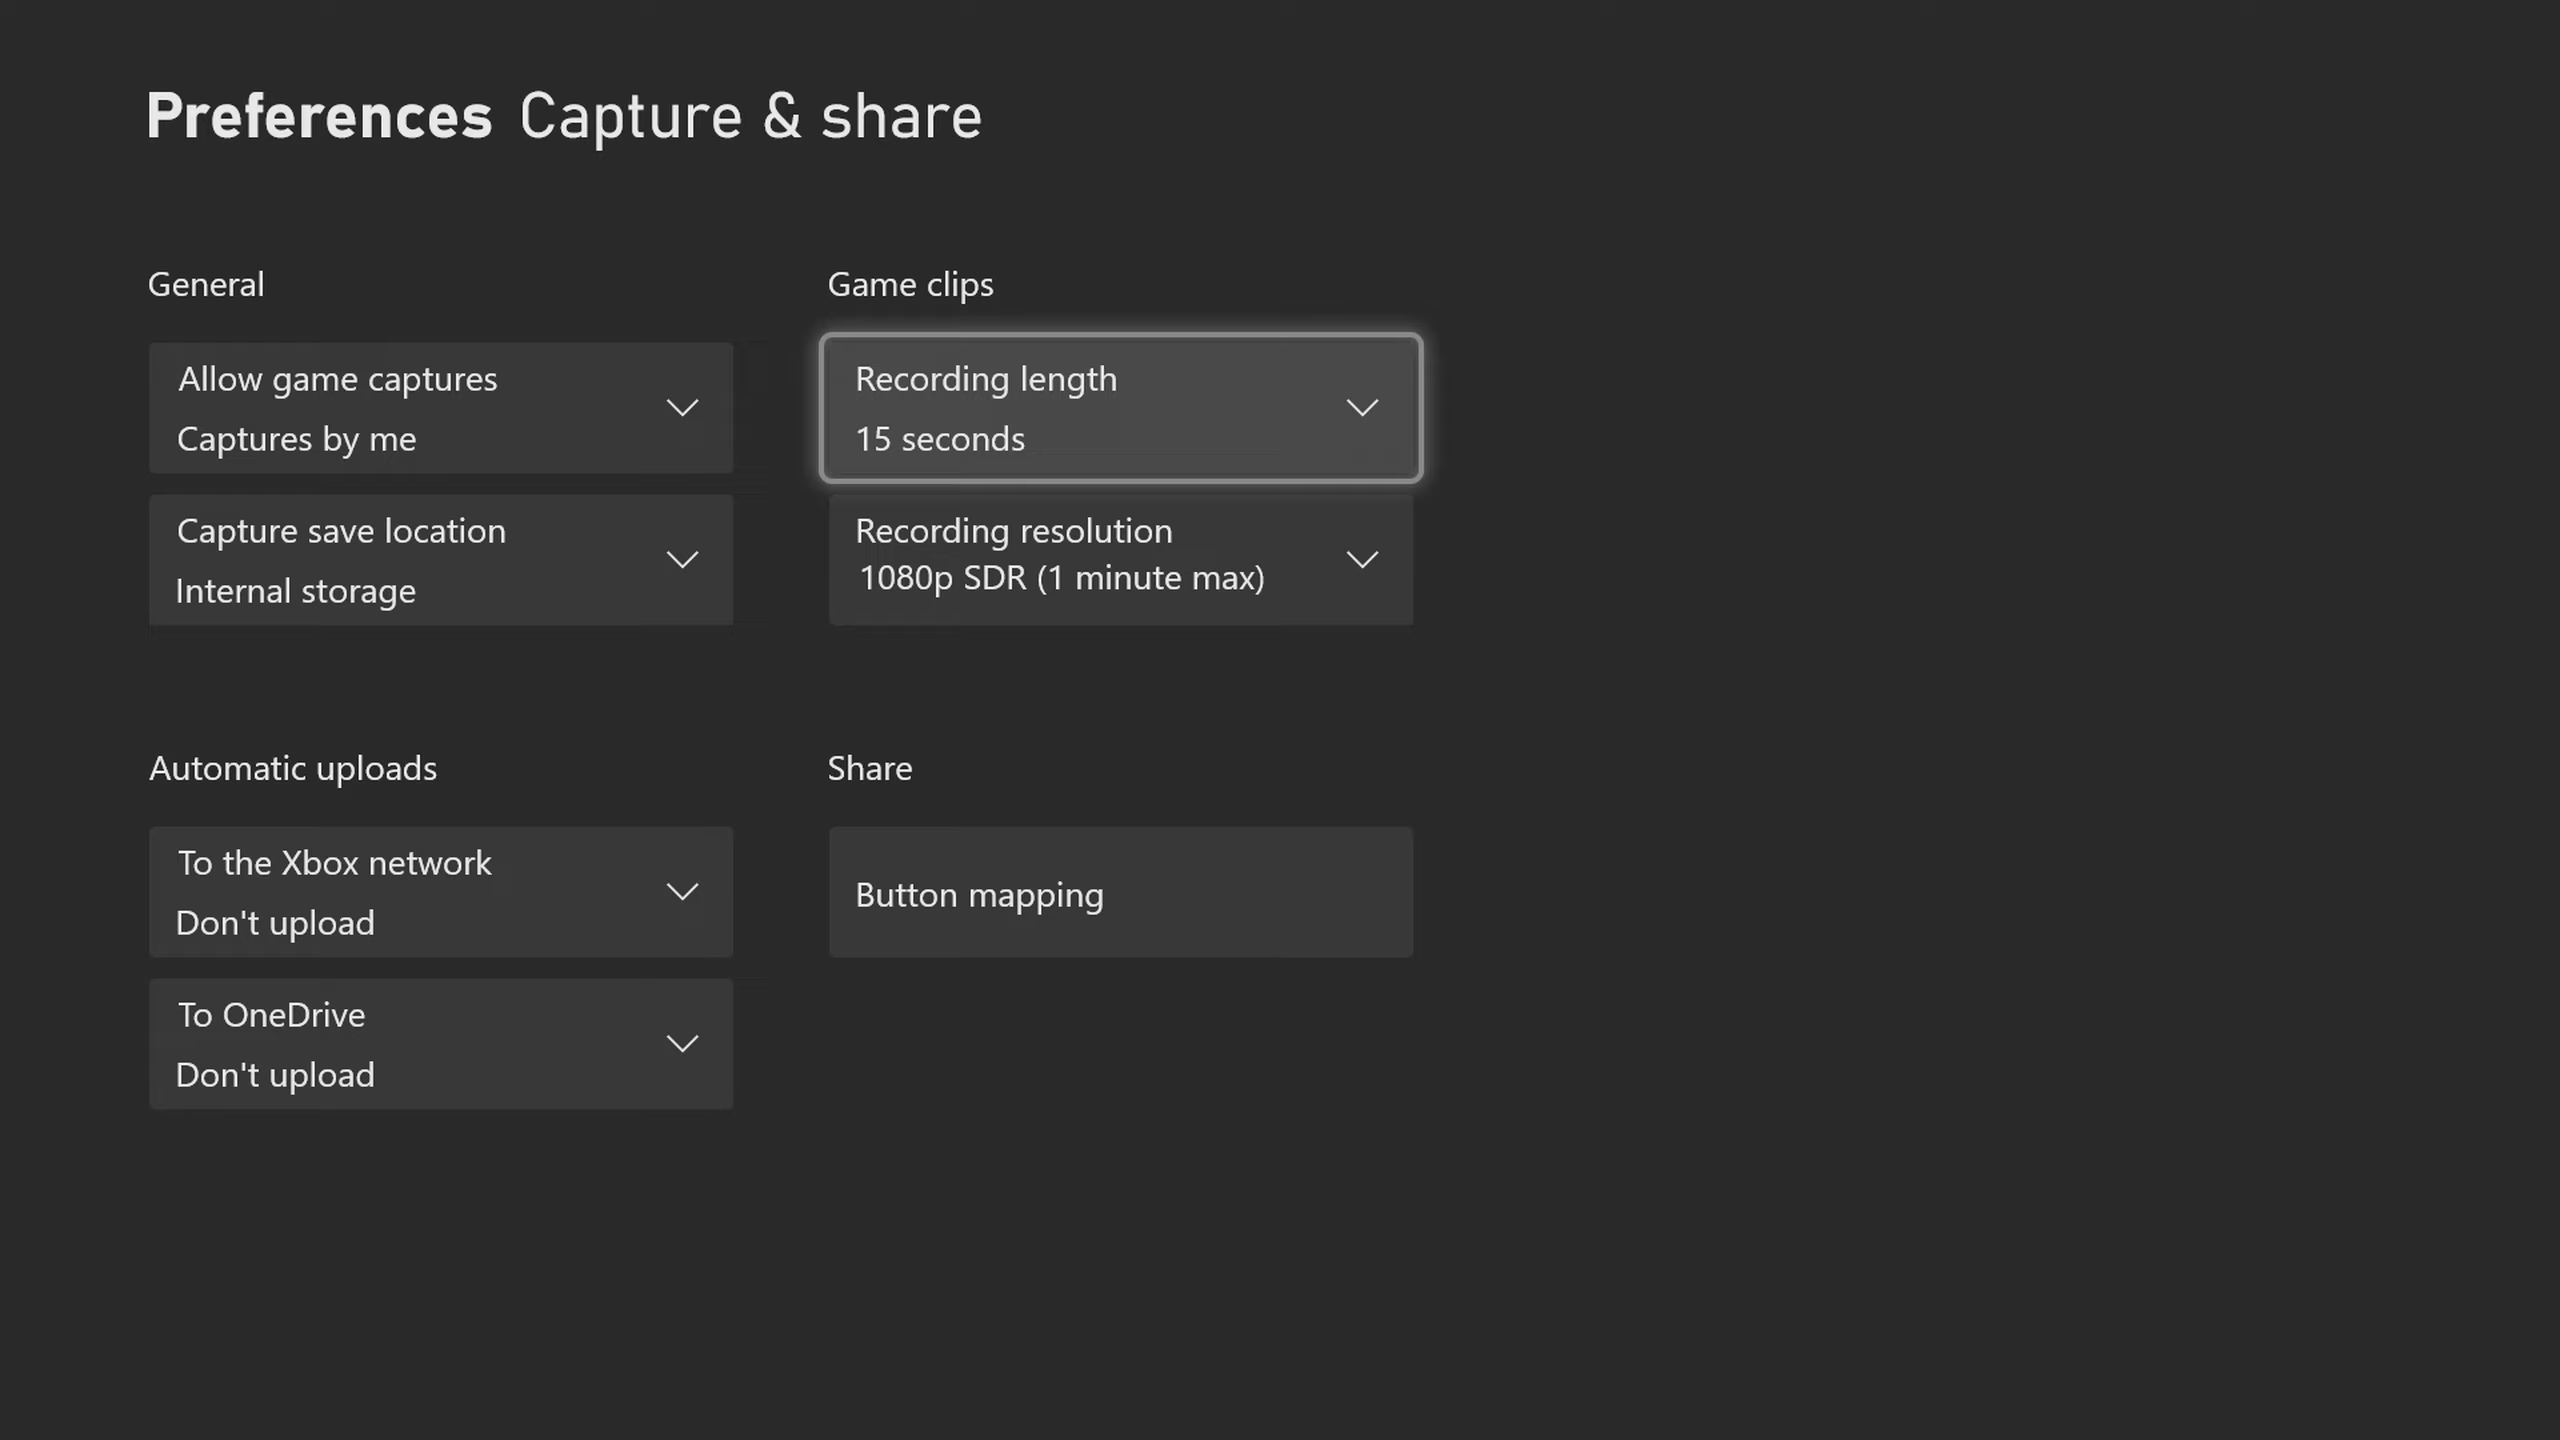 Preferences Capture & share
General
Allow game captures
Captures by me
Capture save location
Internal storage
Game clips
Recording length
15 seconds
Recording resolution
1080p SDR (1 minute max)
Automatic uploads
To the Xbox network
Don't upload
To OneDrive
Don't upload
Share
Button mapping